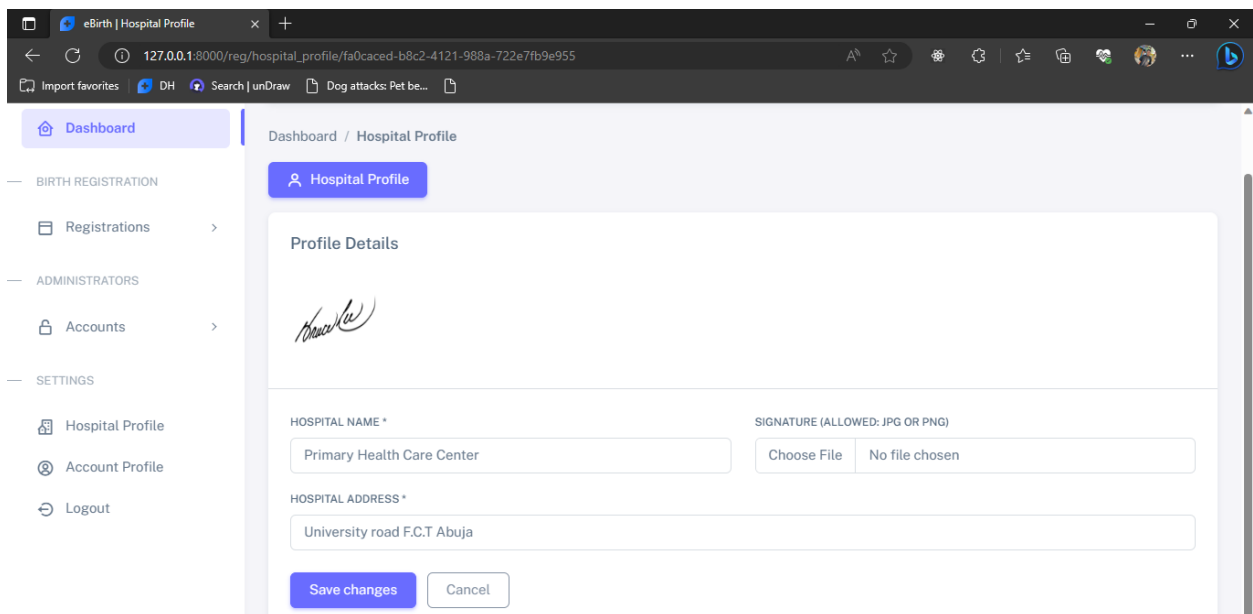 eBirth | Hospital Profile
127.0.0.1:8000/reg/hospital_profile/fa0caced-b8c2-4121-988a-722e7fb9e955
Import favorites DH Search | unDraw Dog attacks: Pet be...
Dashboard
BIRTH REGISTRATION
Registrations
ADMINISTRATORS
Accounts
SETTINGS
Hospital Profile
Account Profile
Logout
Dashboard / Hospital Profile
Hospital Profile
Profile Details
HOSPITAL NAME *
Primary Health Care Center
SIGNATURE (ALLOWED: JPG OR PNG)
Choose File No file chosen
HOSPITAL ADDRESS *
University road F.C.T Abuja
Save changes Cancel